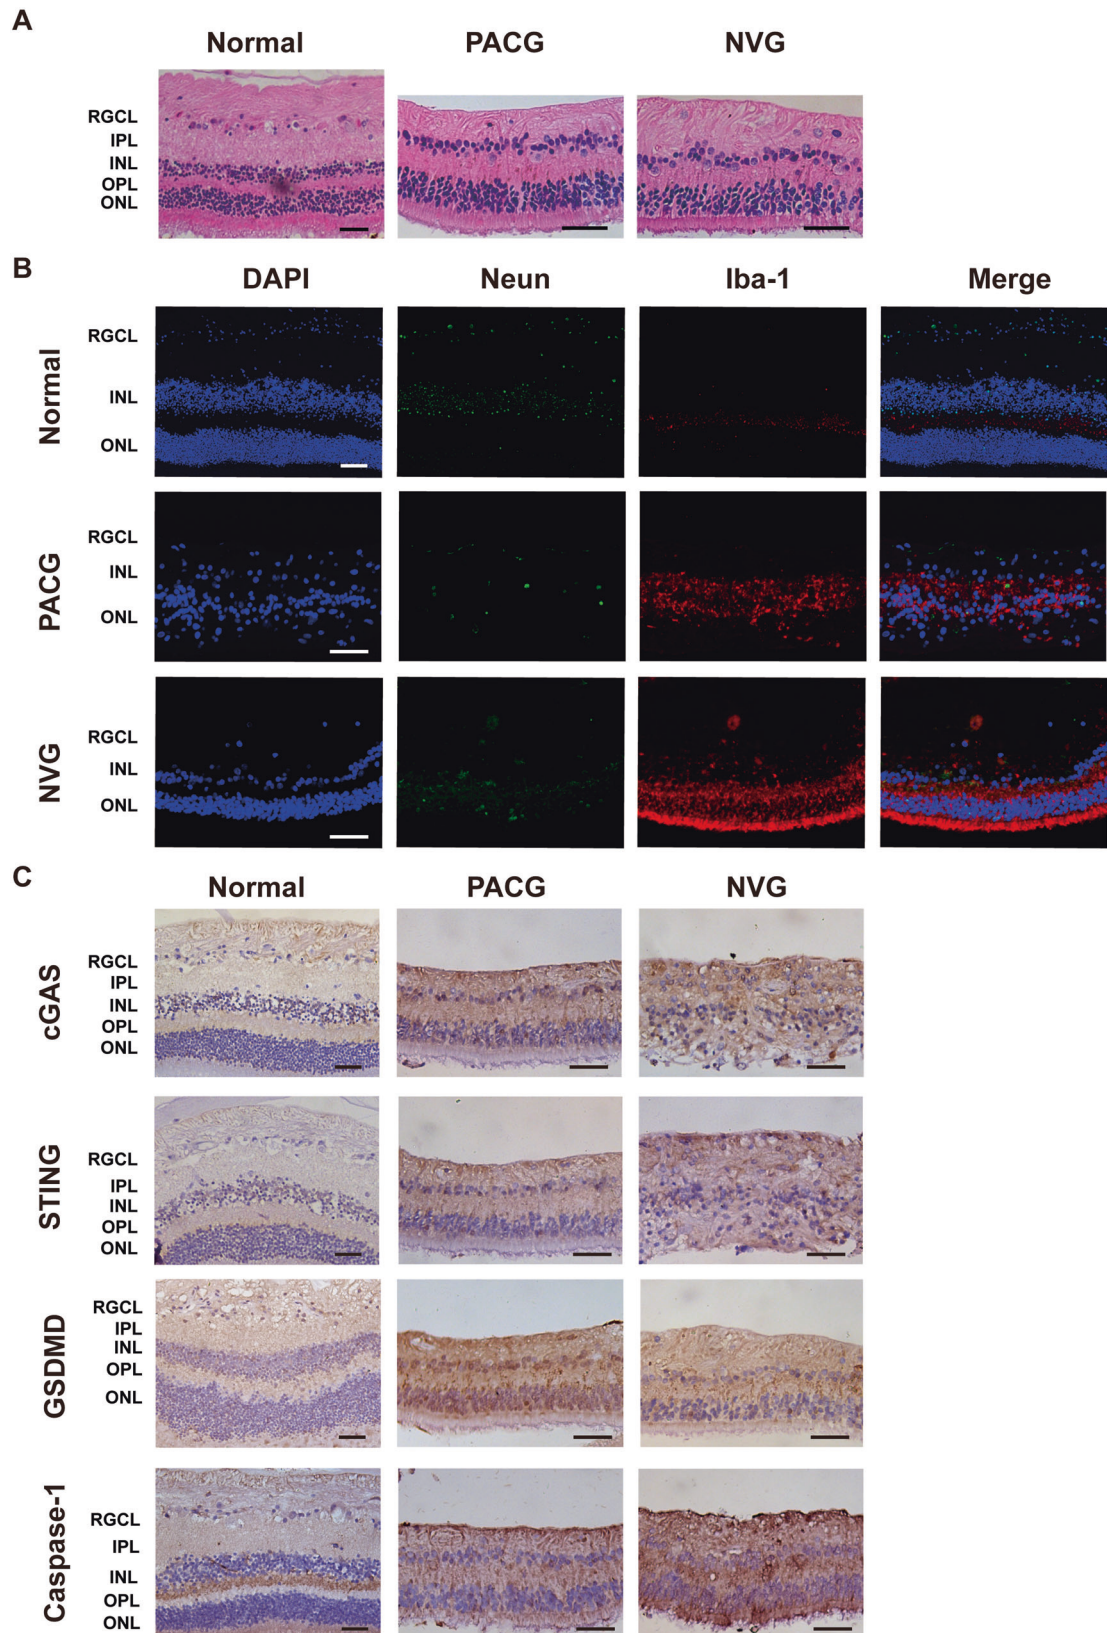 A
Normal PACG NVG
RGCL
IPL
INL
OPL
ONL
B
DAPI Neun Iba-1 Merge
Normal
RGCL
INL
ONL
PACG
RGCL
INL
ONL
NVG
RGCL
INL
ONL
C
Normal PACG NVG
cGAS
RGCL
IPL
INL
OPL
ONL
STING
RGCL
IPL
INL
OPL
ONL
GSDMD
RGCL
IPL
INL
OPL
ONL
Caspase-1
RGCL
IPL
INL
OPL
ONL